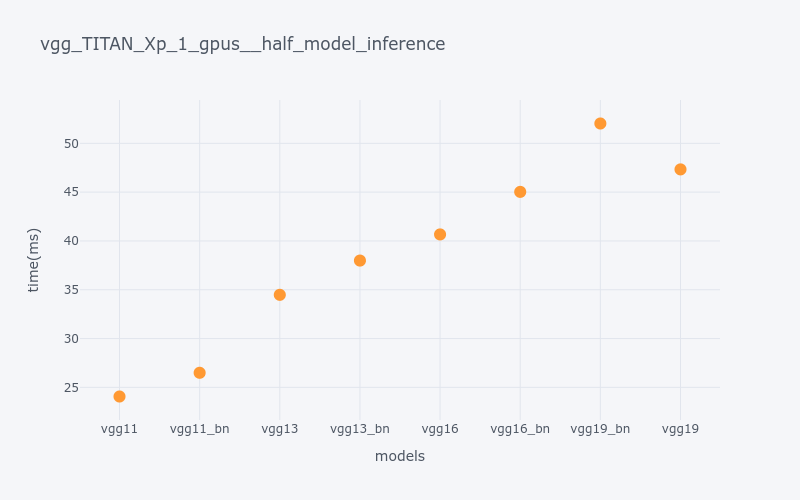 vgg_TITAN_Xp_1_gpus__half_model_inference
time(ms)
50
45
40
35
30
25
vgg11 vgg11_bn vgg13 vgg13_bn vgg16 vgg16_bn vgg19_bn vgg19
models